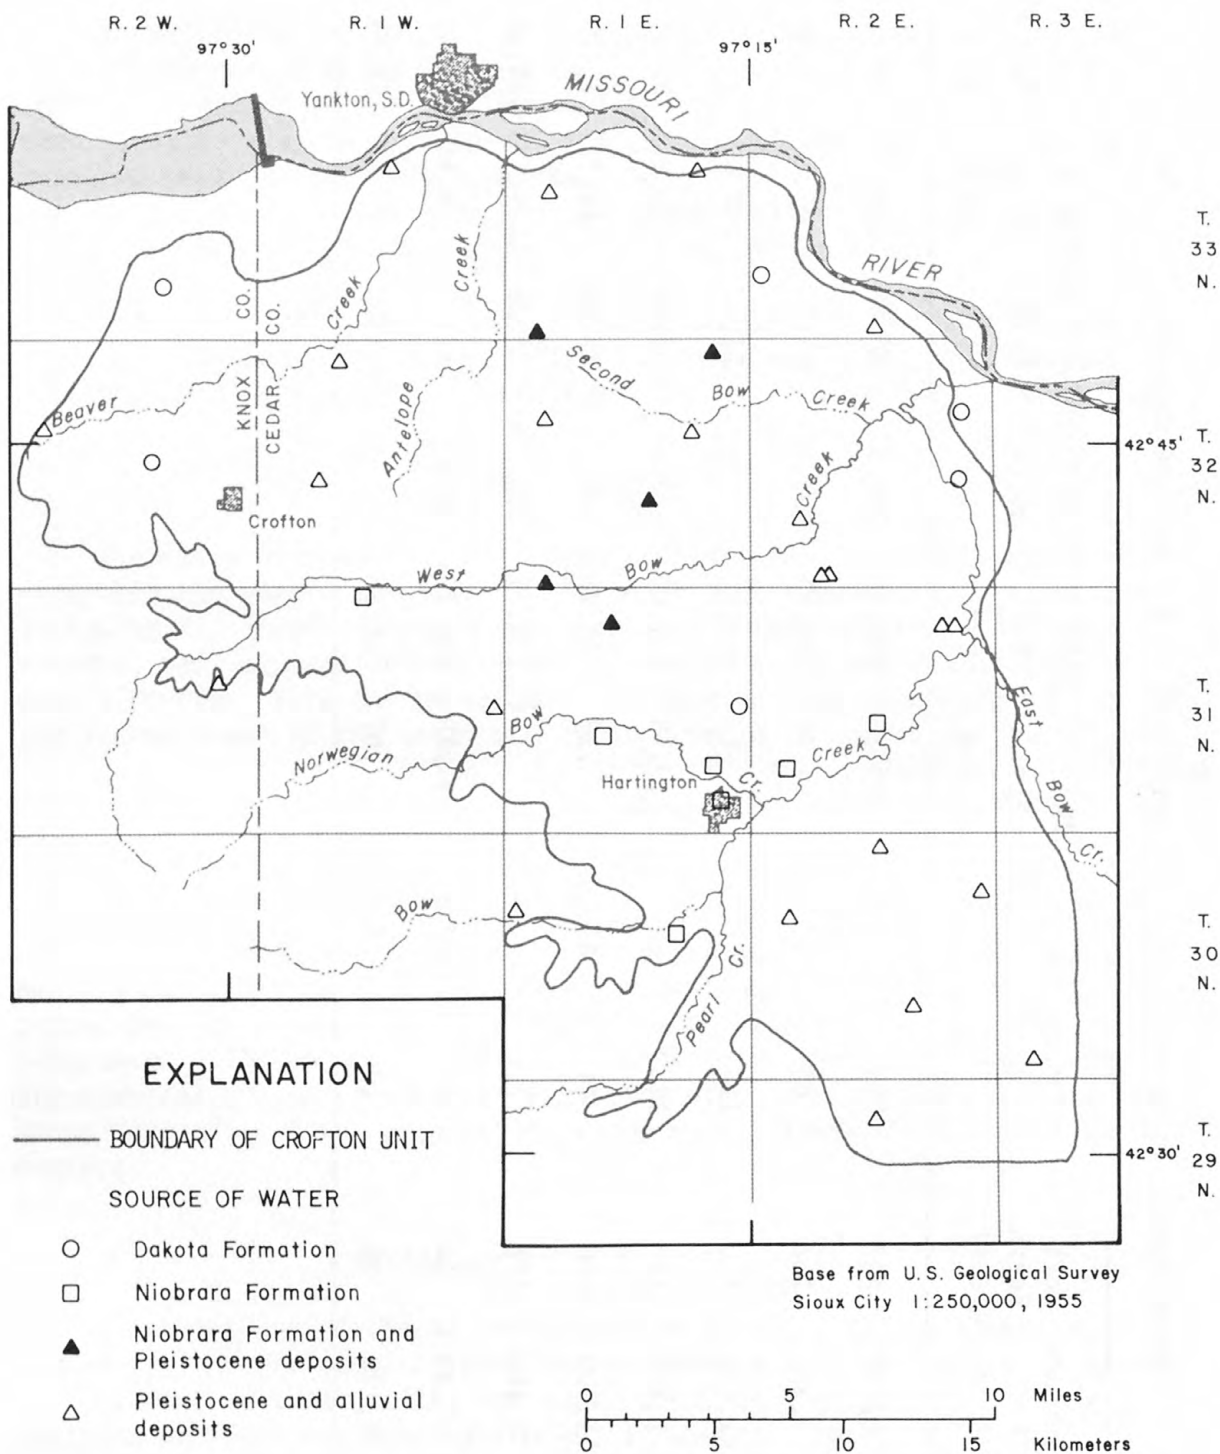 R. 2 W.
R. 1 W.
R. 1 E.
R. 2 E.
R. 3 E.
97°30'
97°15'
Yankton, S.D.
MISSOURI
RIVER
T.
33
N.
KNOX CO.
CEDAR CO.
Creek
Creek
Beaver
Antelope
Second
Bow
Creek
42°45'
T.
32
N.
Creek
Crofton
West
Bow
East
T.
31
N.
Norwegian
Bow
Hartington
Cr.
Creek
Bow
Cr.
Bow
Cr.
Pearl
T.
30
N.
42°30'
T.
29
N.
EXPLANATION
BOUNDARY OF CROFTON UNIT
SOURCE OF WATER
Dakota Formation
Niobrara Formation
Niobrara Formation and
Pleistocene deposits
Pleistocene and alluvial
deposits
Base from U.S. Geological Survey
Sioux City 1:250,000, 1955
0 5 10 Miles
0 5 10 15 Kilometers